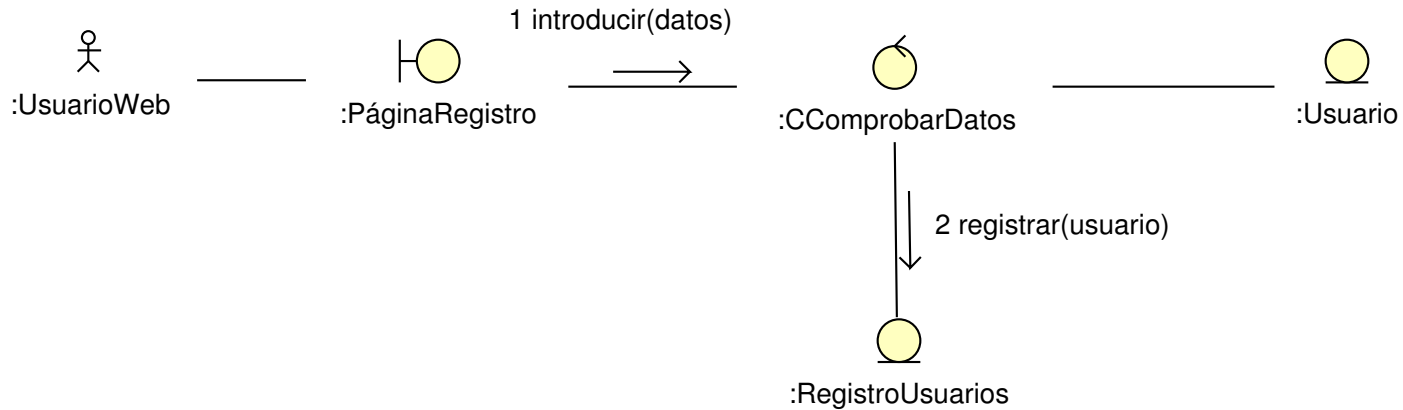 1 introducir(datos)
:UsuarioWeb
:PáginaRegistro
:CComprobarDatos
:Usuario
2 registrar(usuario)
:RegistroUsuarios